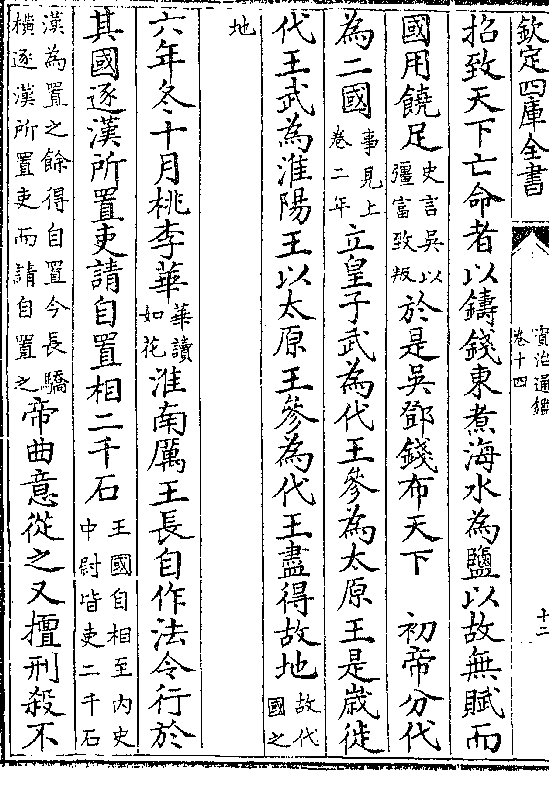 欽定四庫全書
資治通鑑
卷十四
十二
招致天下亡命者以鑄錢東煮海水為鹽以故無賦而
國用饒足史言吳以彊富致叛於是吳鄧錢布天下 初帝分代
為二國事見上卷二年立皇子武為代王參為太原王是歲徙
代王武為淮陽王以太原王參為代王盡得故地故代國之
地
六年冬十月桃李華華讀如花淮南厲王長自作法令行於
其國逐漢所置吏請自置相二千石王國自相至內史中尉皆吏二千石
漢為置之餘得自置今長驕橫逐漢所置吏而請自置之帝曲意從之又擅刑殺不